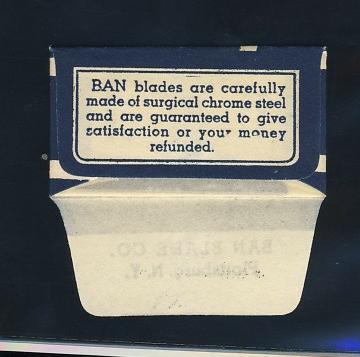 BAN blades are carefully
made of surgical chrome steel
and are guaranteed to give
satisfaction or your money
refunded.
BAN BLADE CO.
Plattsburg, N. Y.